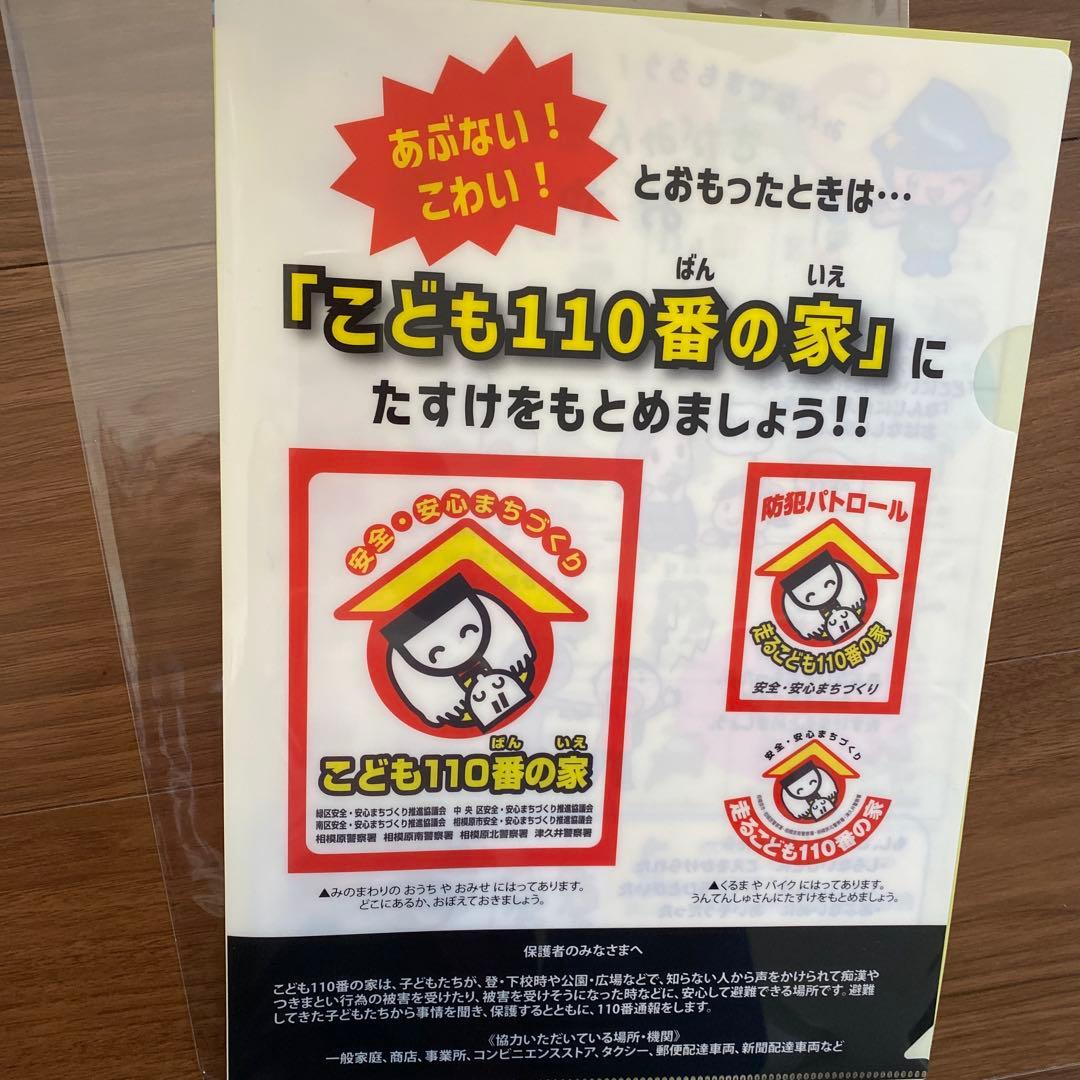 あぶない！
こわい！
とおもったときは…
ばん いえ
「こども110番の家」に
たすけをもとめましょう!!
安全・安心まちづくり
ばん いえ
こども110番の家
緑区安全・安心まちづくり推進協議会 中央区安全・安心まちづくり推進協議会
南区安全・安心まちづくり推進協議会 相模原市安全・安心まちづくり推進協議会
相模原警察署 相模原南警察署 相模原北警察署 津久井警察署
▲みのまわりの おうち や おみせ にはってあります。
どこにあるか、おぼえておきましょう。
防犯パトロール
走るこども110番の家
安全・安心まちづくり
安全・安心まちづくり
走るこども110番の家
▲くるま や バイク にはってあります。
うんてんしゅさんにたすけをもとめましょう。
保護者のみなさまへ
こども110番の家は、子どもたちが、登・下校時や公園・広場などで、知らない人から声をかけられて痴漢や
つきまとい行為の被害を受けたり、被害を受けそうになった時などに、安心して避難できる場所です。避難
してきた子どもたちから事情を聞き、保護するとともに、110番通報をします。
《協力いただいている場所・機関》
一般家庭、商店、事業所、コンビニエンスストア、タクシー、郵便配達車両、新聞配達車両など